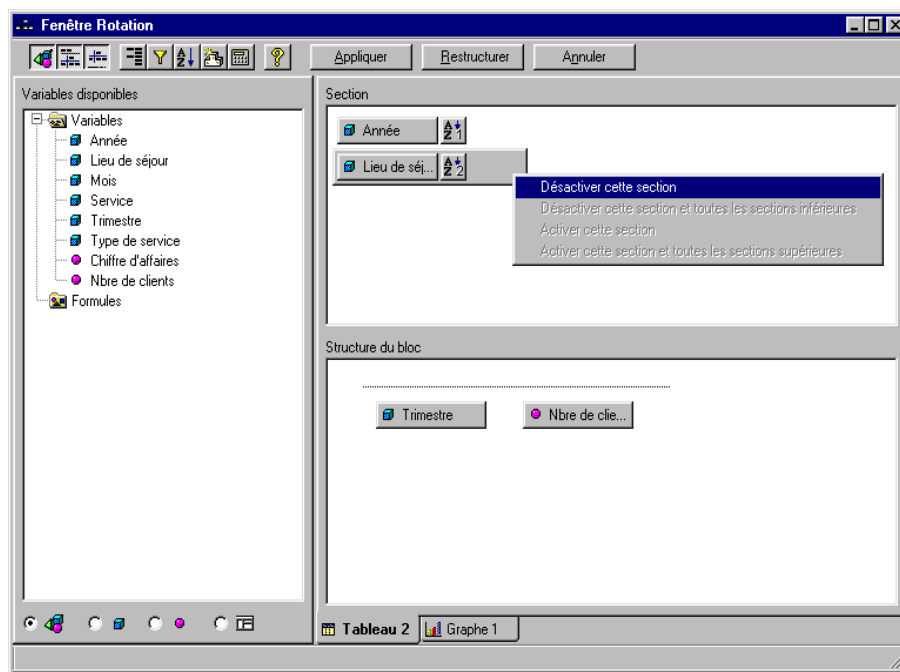 Fenêtre Rotation
Appliquer
Restructurer
Annuler
Variables disponibles
Variables
Année
Lieu de séjour
Mois
Service
Trimestre
Type de service
Chiffre d'affaires
Nbre de clients
Formules
Section
Année
Lieu de séj...
Désactiver cette section
Désactiver cette section et toutes les sections inférieures
Activer cette section
Activer cette section et toutes les sections supérieures
Structure du bloc
Trimestre
Nbre de clie...
Tableau 2
Graphe 1